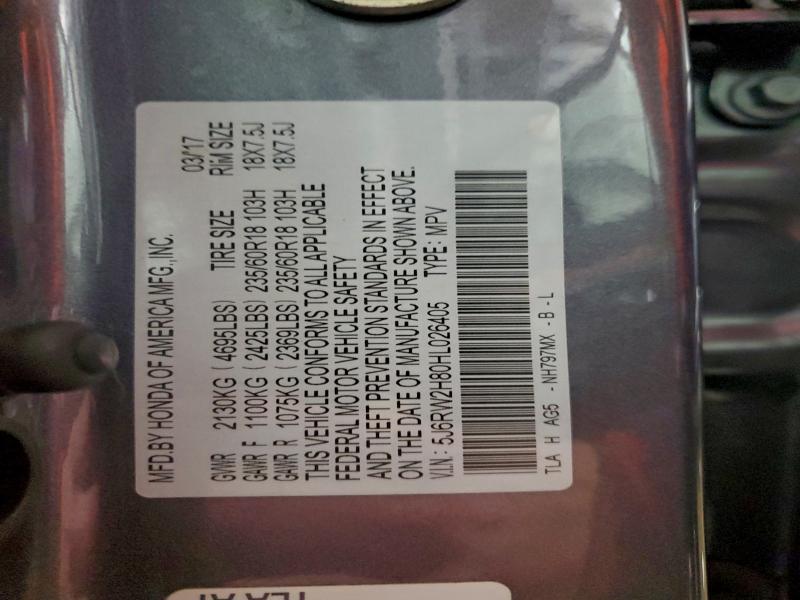 MFD.BY HONDA OF AMERICA MFG.,INC. 03/'17
GVWR 2130KG ( 4695LBS) TIRE SIZE RIM SIZE
GAWR F 1100KG ( 2425LBS) 235/60R18 103H 18X7.5J
GAWR R 1075KG ( 2369LBS) 235/60R18 103H 18X7.5J
THIS VEHICLE CONFORMS TO ALL APPLICABLE
FEDERAL MOTOR VEHICLE SAFETY
AND THEFT PREVENTION STANDARDS IN EFFECT
ON THE DATE OF MANUFACTURE SHOWN ABOVE.
V.I.N: 5J6RW2H80HL026405 TYPE: MPV
TLA H AG5 - NH797MX - B - L